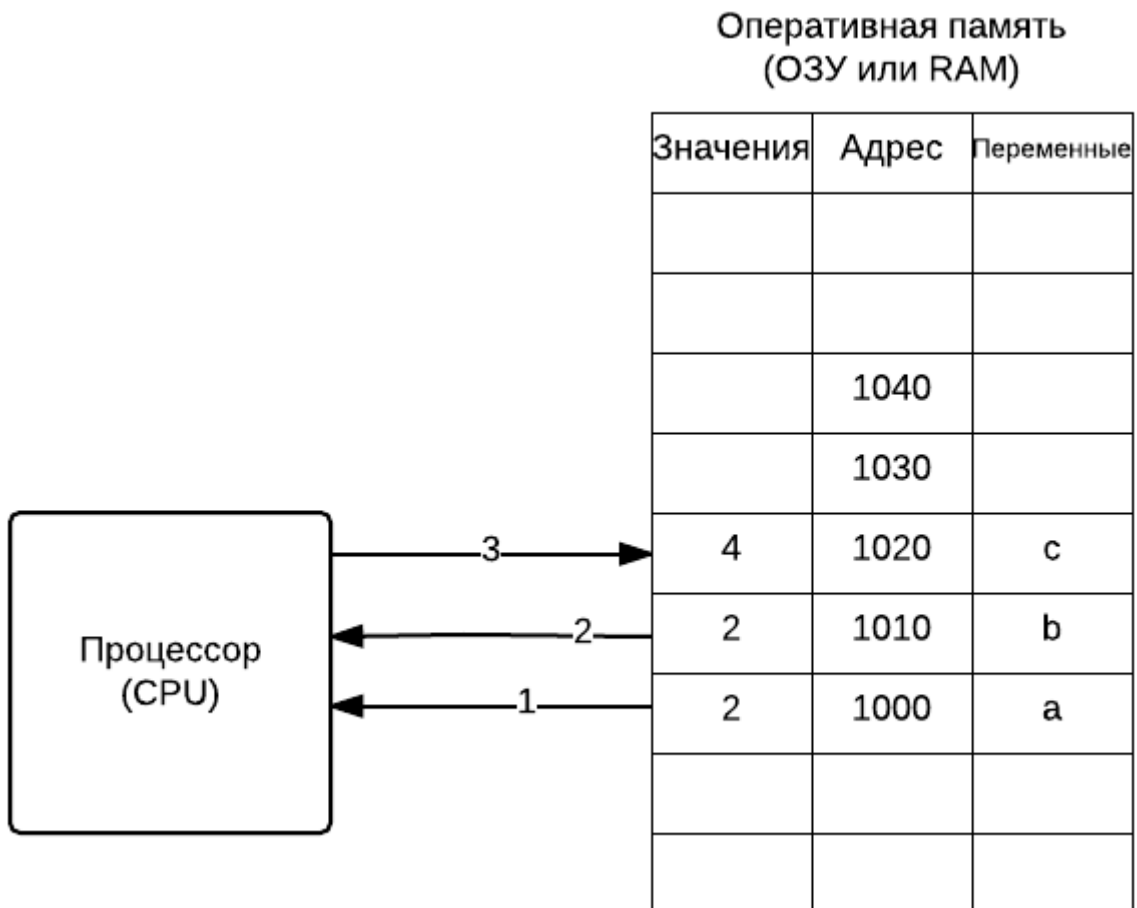 Оперативная память
(ОЗУ или RAM)
Значения Адрес Переменные
1040
1030
3 4 1020 c
2 2 1010 b
1 2 1000 a
Процессор
(CPU)